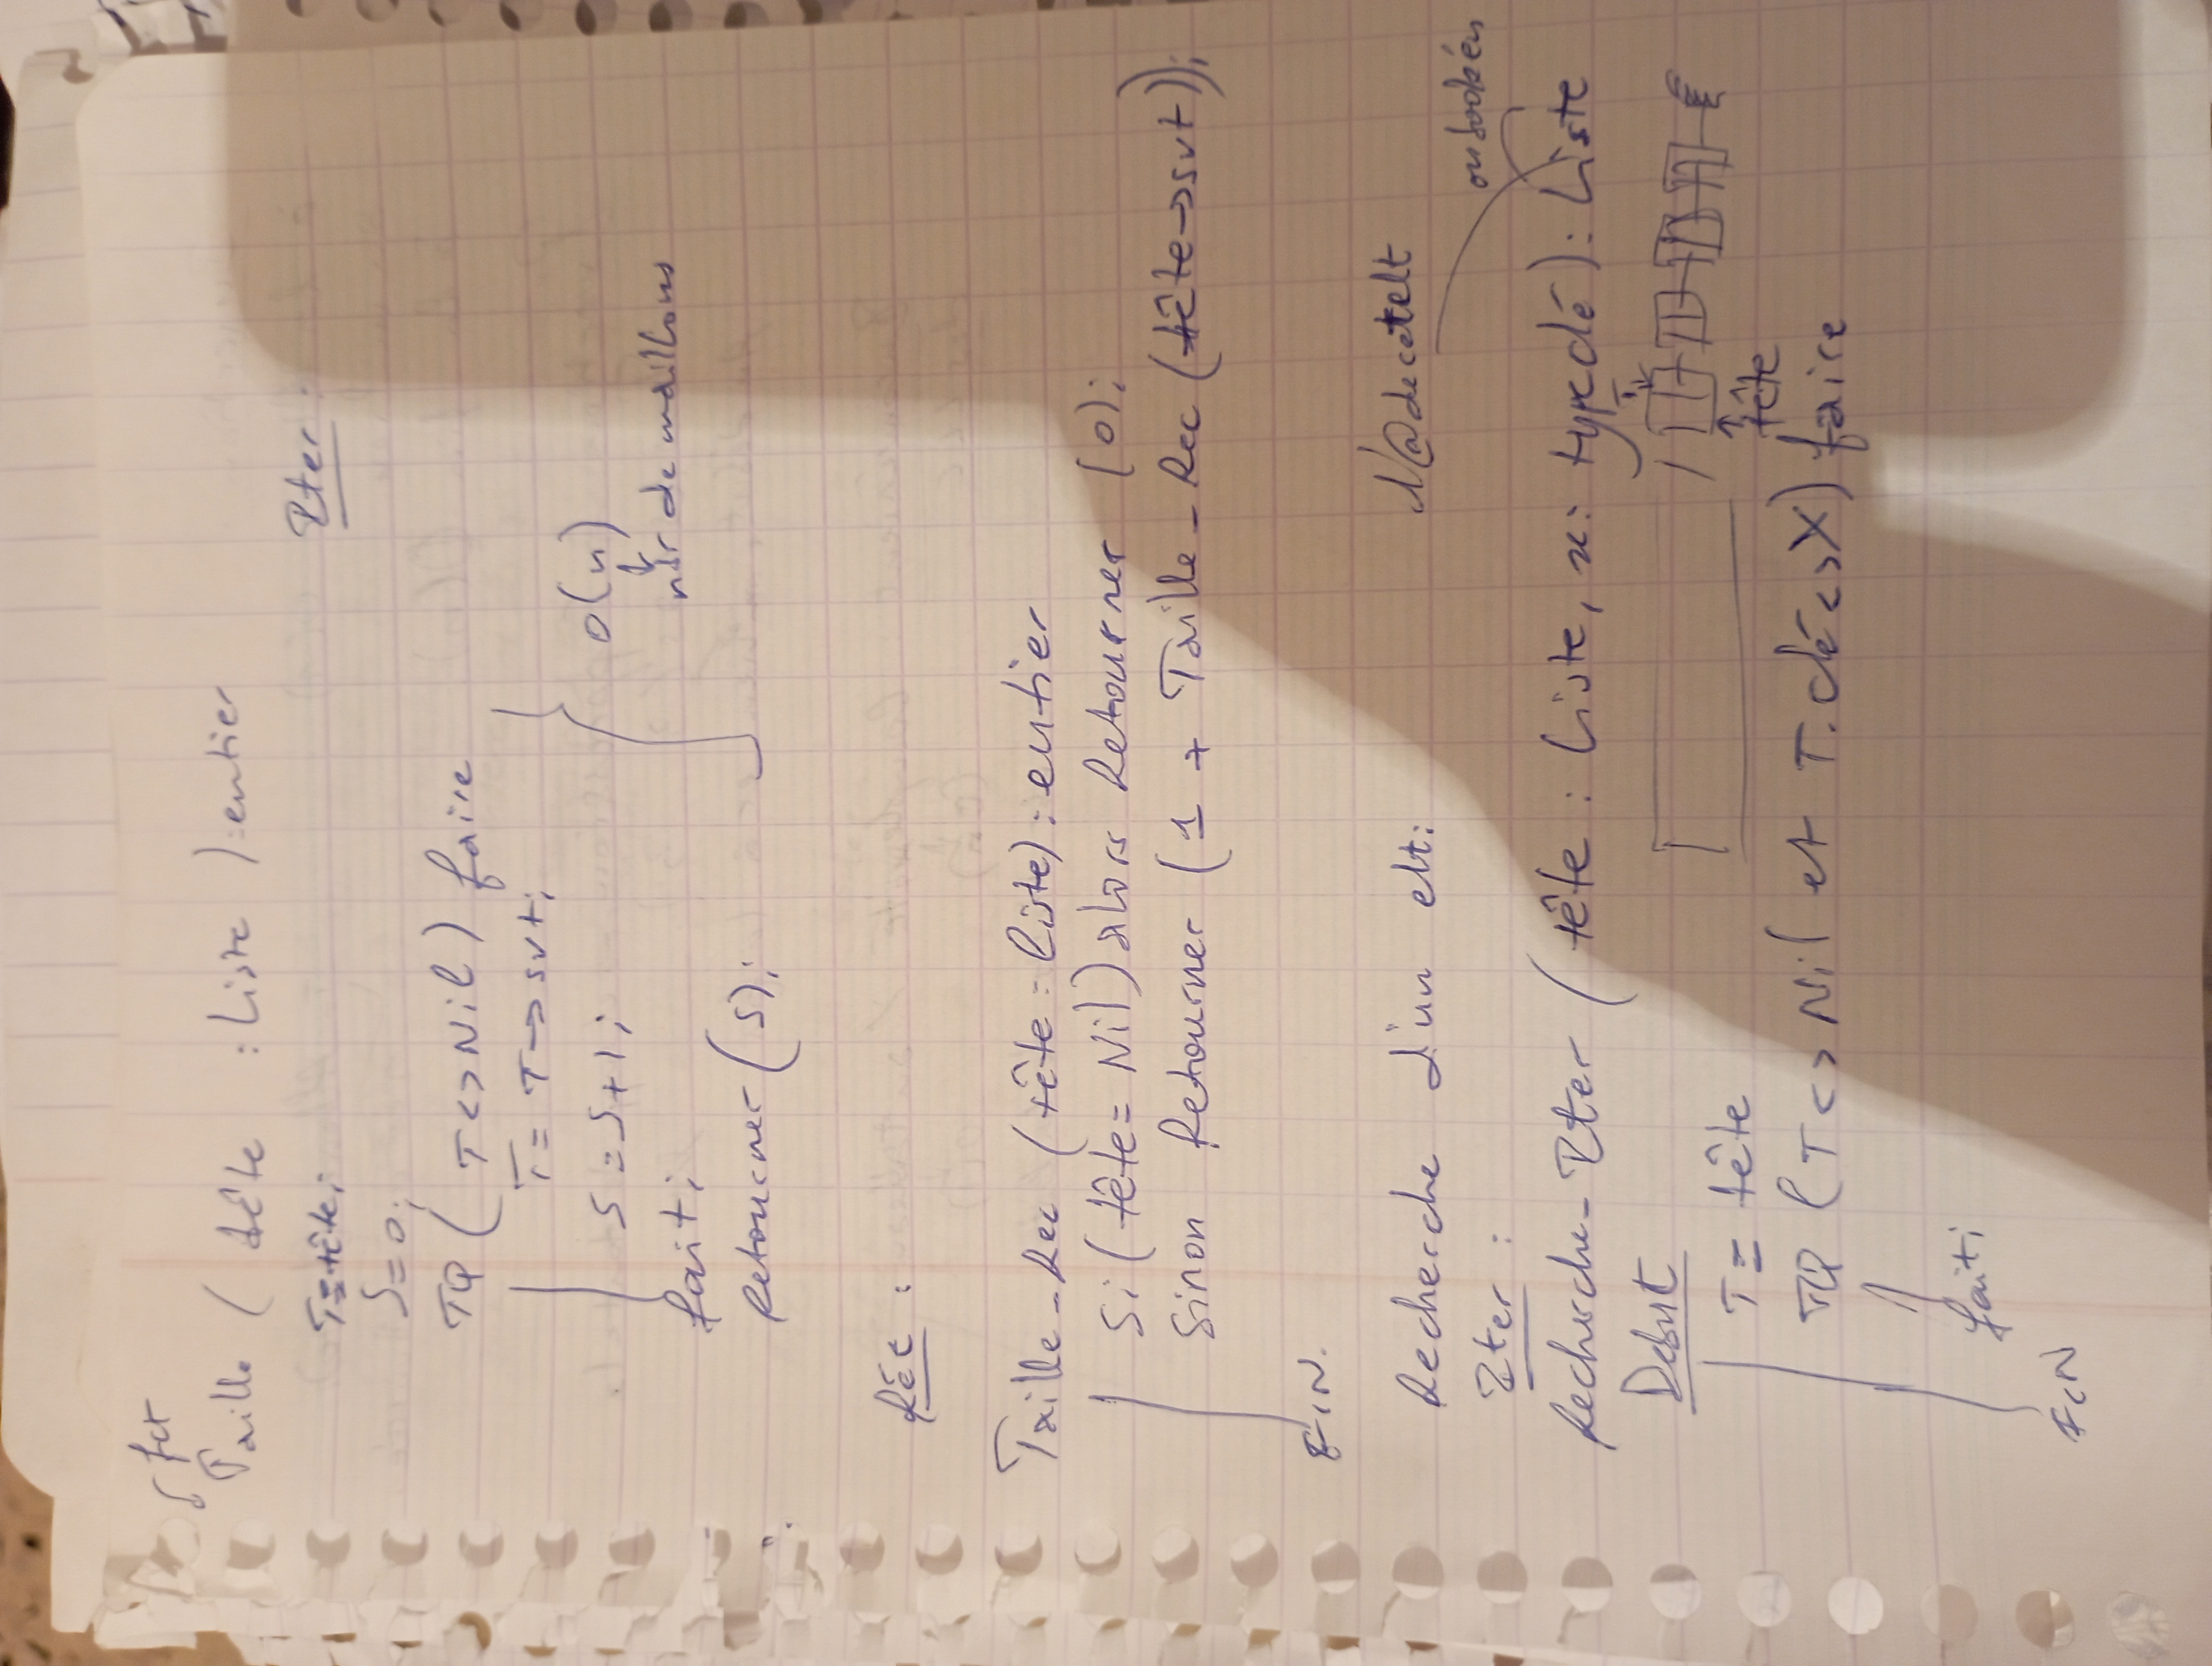 fct
Taille ( tête : Liste ) : entier
T = tête; Iter :
S = 0;
TQ ( T <> Nil ) faire
T = T → svt;
S = S + 1; O(n)
fait; nbr de maillons
Retourner (S);
Réc :
Taille_Rec (tête : liste) : entier
Si ( tête = Nil ) alors Retourner (0);
Sinon Retourner (1 + Taille_Rec (tête → svt));
FIN.
Recherche d'un elt : l'@ de cet elt
Iter : ou booléen
Recherche_Iter ( tête : Liste, x : typedé ) : Liste
Debut T
T = tête tête
TQ ( T <> Nil et T.clé <> X ) faire
//
fait;
FIN